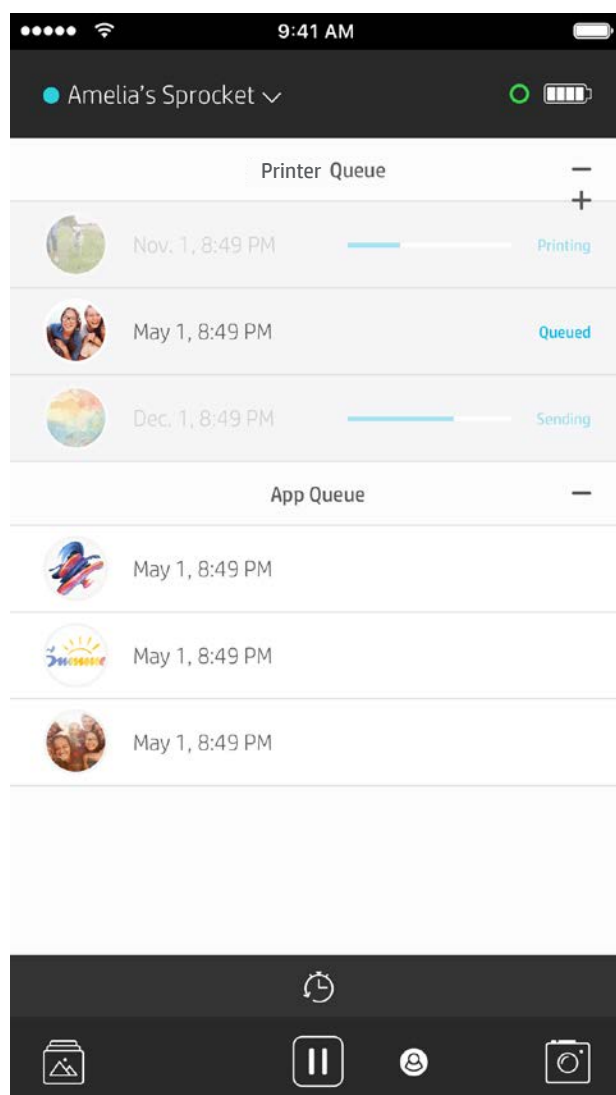 9:41 AM
Amelia's Sprocket
Printer Queue
Nov. 1, 8:49 PM Printing
May 1, 8:49 PM Queued
Dec. 1, 8:49 PM Sending
App Queue
May 1, 8:49 PM
May 1, 8:49 PM
May 1, 8:49 PM